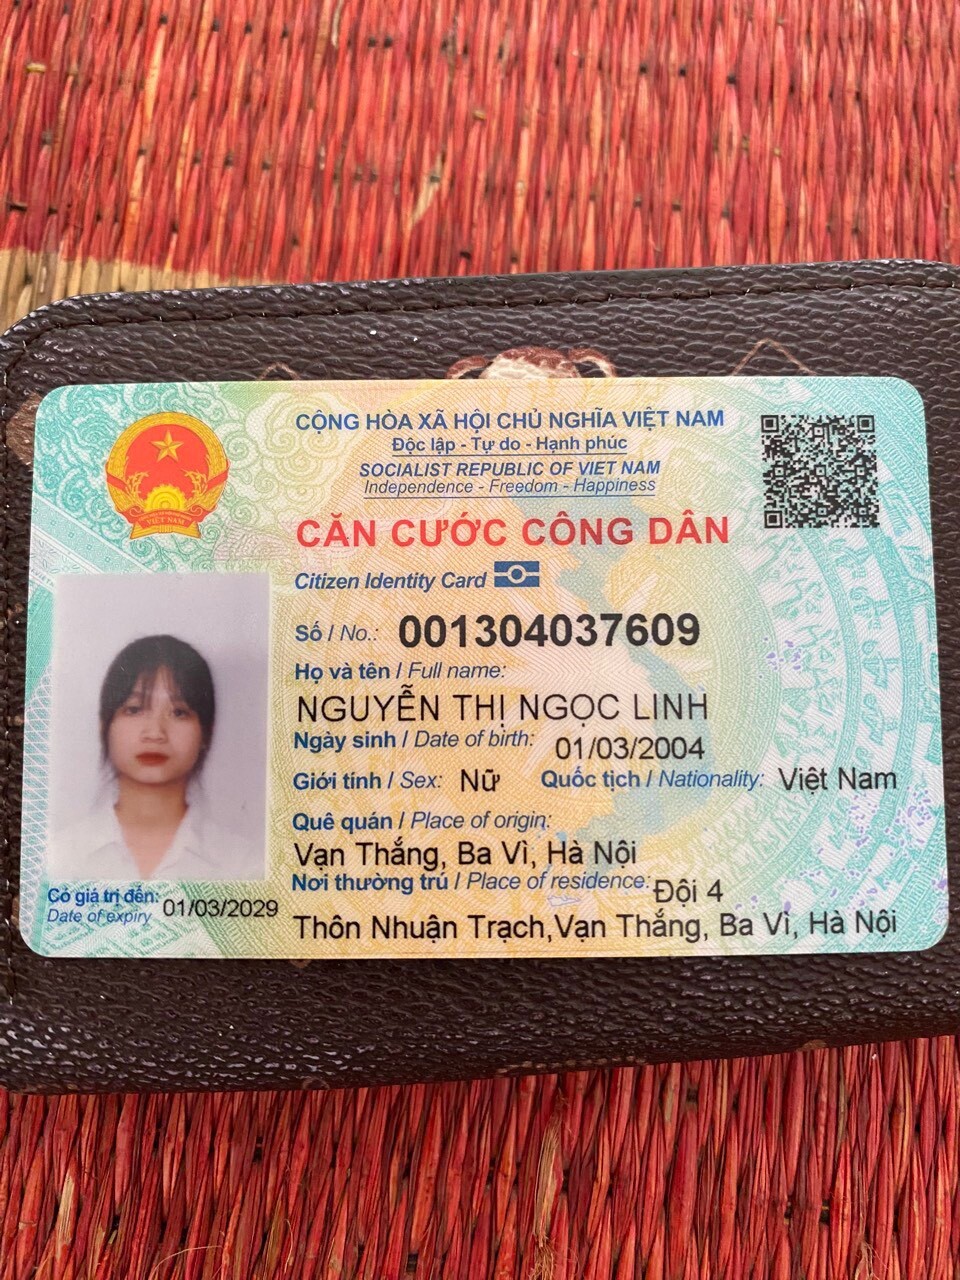 CỘNG HÒA XÃ HỘI CHỦ NGHĨA VIỆT NAM
Độc lập - Tự do - Hạnh phúc
SOCIALIST REPUBLIC OF VIET NAM
Independence - Freedom - Happiness
CĂN CƯỚC CÔNG DÂN
Citizen Identity Card
VIỆT NAM
Số / No.: 001304037609
Họ và tên / Full name:
NGUYỄN THỊ NGỌC LINH
Ngày sinh / Date of birth: 01/03/2004
Giới tính / Sex: Nữ Quốc tịch / Nationality: Việt Nam
Quê quán / Place of origin:
Vạn Thắng, Ba Vì, Hà Nội
Nơi thường trú / Place of residence: Đội 4
Thôn Nhuận Trạch,Vạn Thắng, Ba Vì, Hà Nội
Có giá trị đến: 01/03/2029
Date of expiry